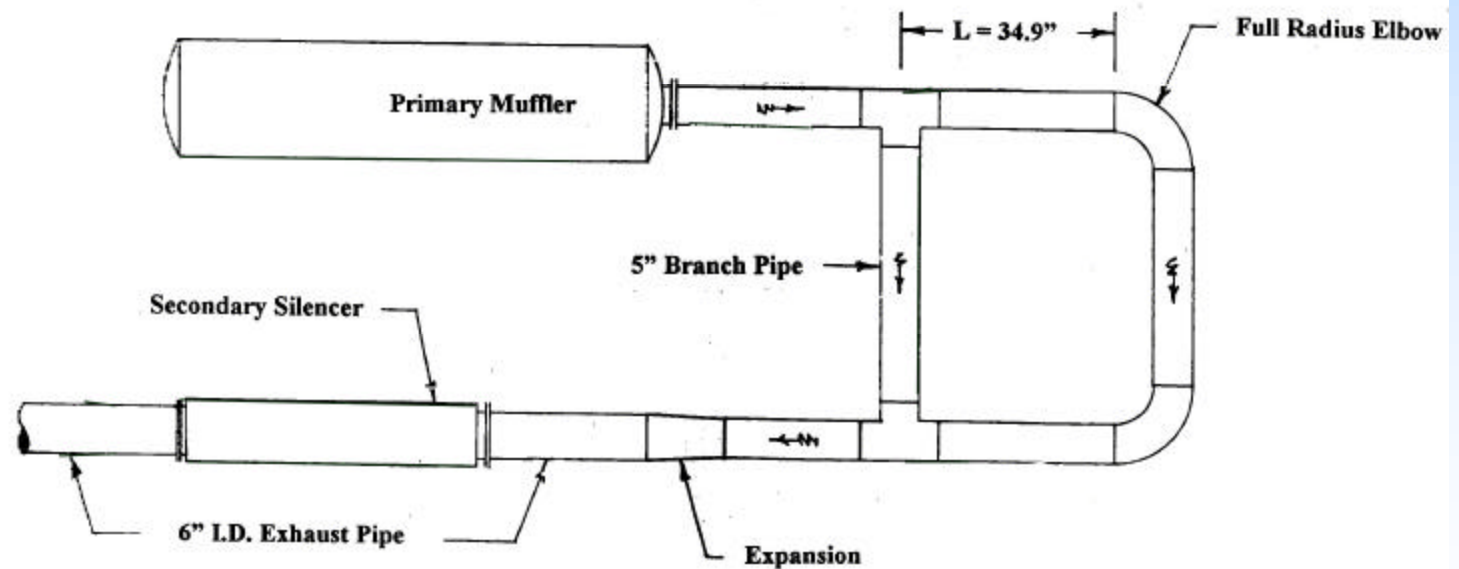 L = 34.9”
Full Radius Elbow
Primary Muffler
5” Branch Pipe
Secondary Silencer
6” I.D. Exhaust Pipe
Expansion